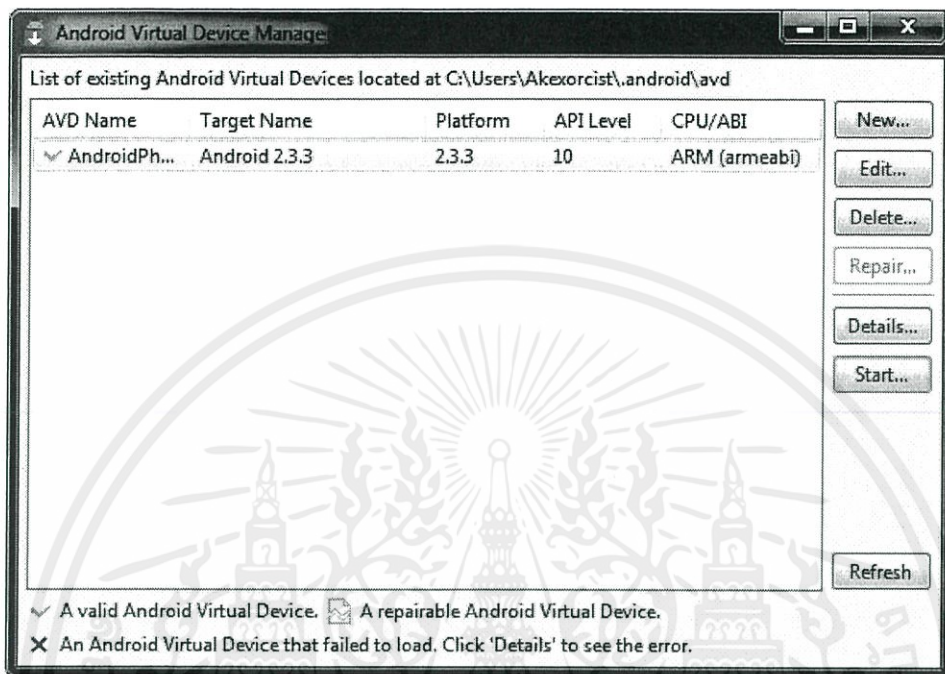 Android Virtual Device Manager
List of existing Android Virtual Devices located at C:\Users\Akexorcist\.android\avd
AVD Name Target Name Platform API Level CPU/ABI
AndroidPh... Android 2.3.3 2.3.3 10 ARM (armeabi)
New...
Edit...
Delete...
Repair...
Details...
Start...
Refresh
A valid Android Virtual Device. A repairable Android Virtual Device.
An Android Virtual Device that failed to load. Click 'Details' to see the error.